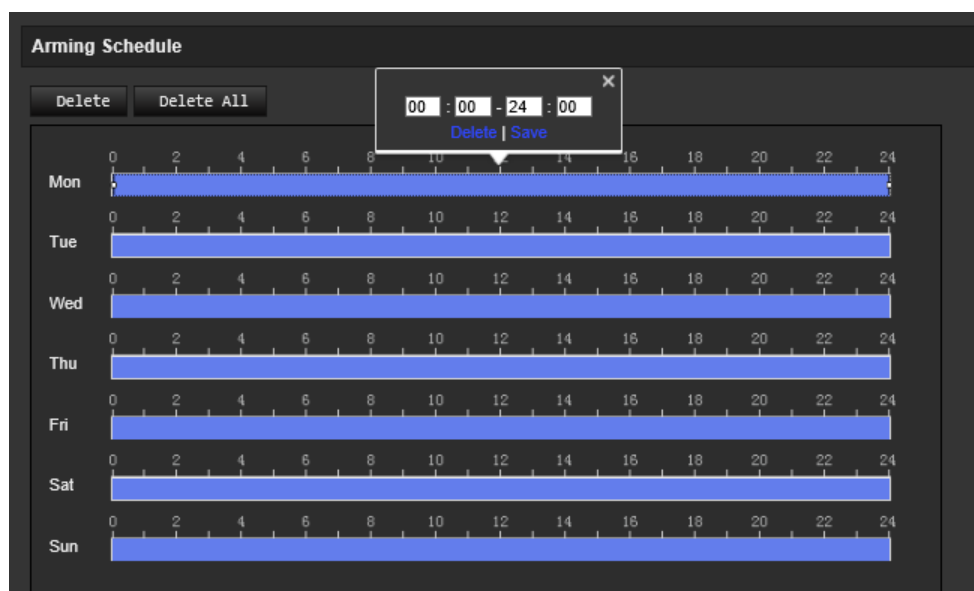 Arming Schedule
Delete Delete All
×
00 : 00 - 24 : 00
Delete | Save
0 2 4 6 8 10 12 14 16 18 20 22 24
Mon
0 2 4 6 8 10 12 14 16 18 20 22 24
Tue
0 2 4 6 8 10 12 14 16 18 20 22 24
Wed
0 2 4 6 8 10 12 14 16 18 20 22 24
Thu
0 2 4 6 8 10 12 14 16 18 20 22 24
Fri
0 2 4 6 8 10 12 14 16 18 20 22 24
Sat
0 2 4 6 8 10 12 14 16 18 20 22 24
Sun